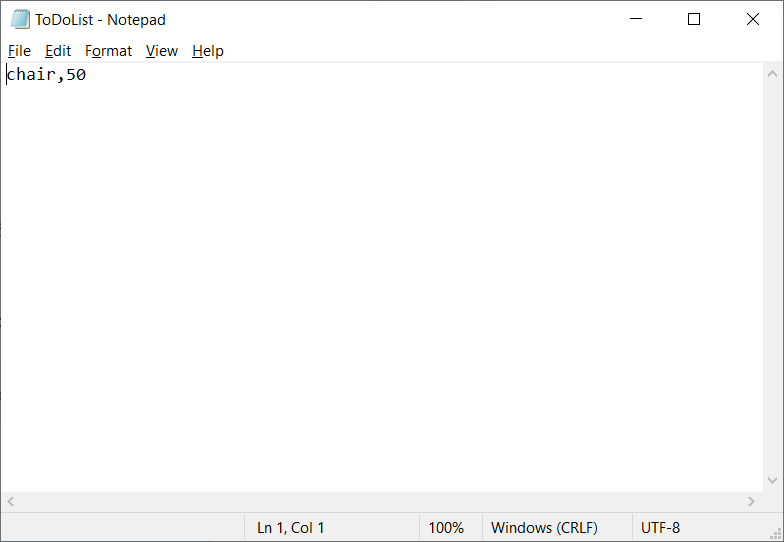 ToDoList - Notepad
File Edit Format View Help
chair,50
Ln 1, Col 1 100% Windows (CRLF) UTF-8